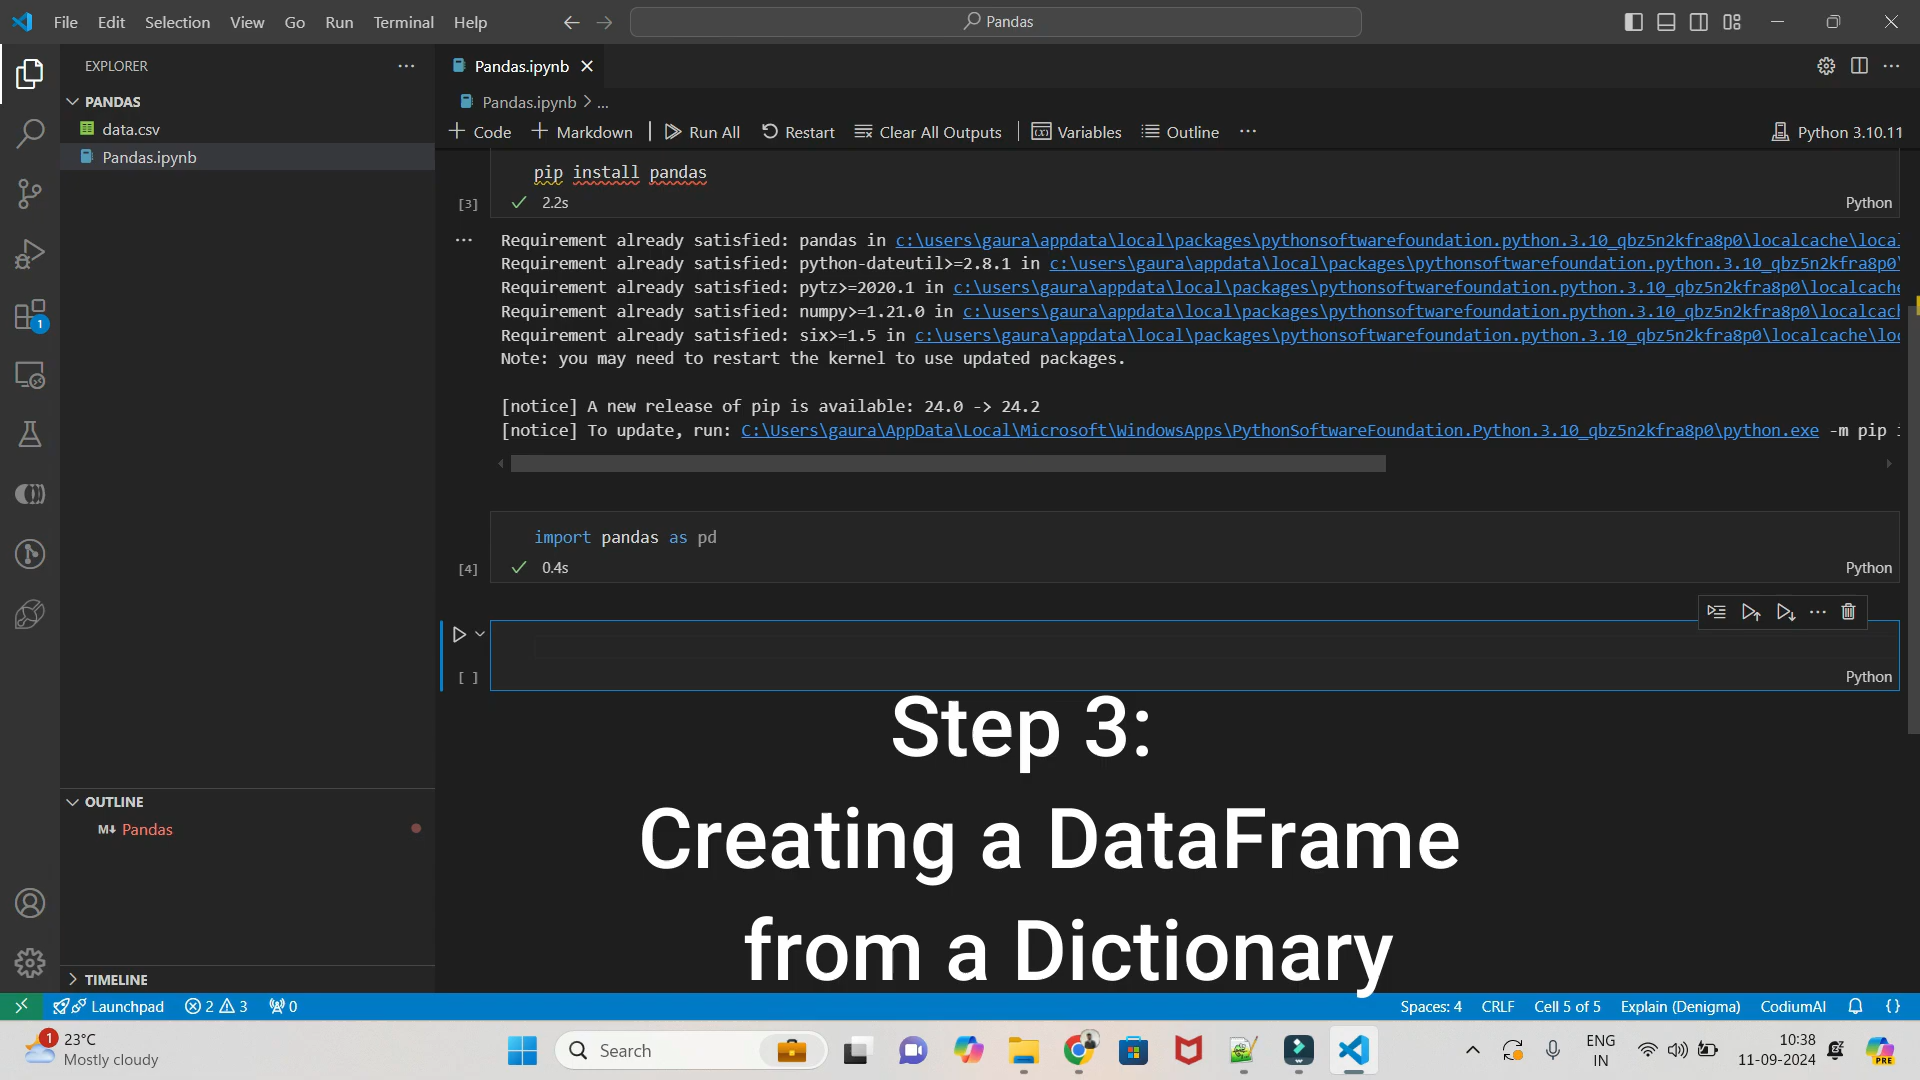 File Edit Selection View Go Run Terminal Help
Pandas
EXPLORER
PANDAS
data.csv
Pandas.ipynb
Pandas.ipynb
Pandas.ipynb > ...
Code Markdown Run All Restart Clear All Outputs Variables Outline
Python 3.10.11
pip install pandas
[3] 2.2s Python
Requirement already satisfied: pandas in c:\users\gaura\appdata\local\packages\pythonsoftwarefoundation.python.3.10_qbz5n2kfra8p0\localcache\loca
Requirement already satisfied: python-dateutil>=2.8.1 in c:\users\gaura\appdata\local\packages\pythonsoftwarefoundation.python.3.10_qbz5n2kfra8p0\
Requirement already satisfied: pytz>=2020.1 in c:\users\gaura\appdata\local\packages\pythonsoftwarefoundation.python.3.10_qbz5n2kfra8p0\localcache
Requirement already satisfied: numpy>=1.21.0 in c:\users\gaura\appdata\local\packages\pythonsoftwarefoundation.python.3.10_qbz5n2kfra8p0\localcac
Requirement already satisfied: six>=1.5 in c:\users\gaura\appdata\local\packages\pythonsoftwarefoundation.python.3.10_qbz5n2kfra8p0\localcache\loc
Note: you may need to restart the kernel to use updated packages.
[notice] A new release of pip is available: 24.0 -> 24.2
[notice] To update, run: C:\Users\gaura\AppData\Local\Microsoft\WindowsApps\PythonSoftwareFoundation.Python.3.10_qbz5n2kfra8p0\python.exe -m pip
import pandas as pd
[4] 0.4s Python
[ ] Python
Step 3:
Creating a DataFrame
from a Dictionary
OUTLINE
M↓ Pandas
TIMELINE
Launchpad 2 3 0
Spaces: 4 CRLF Cell 5 of 5 Explain (Denigma) CodiumAI {}
1
1 23°C
Mostly cloudy
Search
ENG
IN
10:38
11-09-2024
PRE